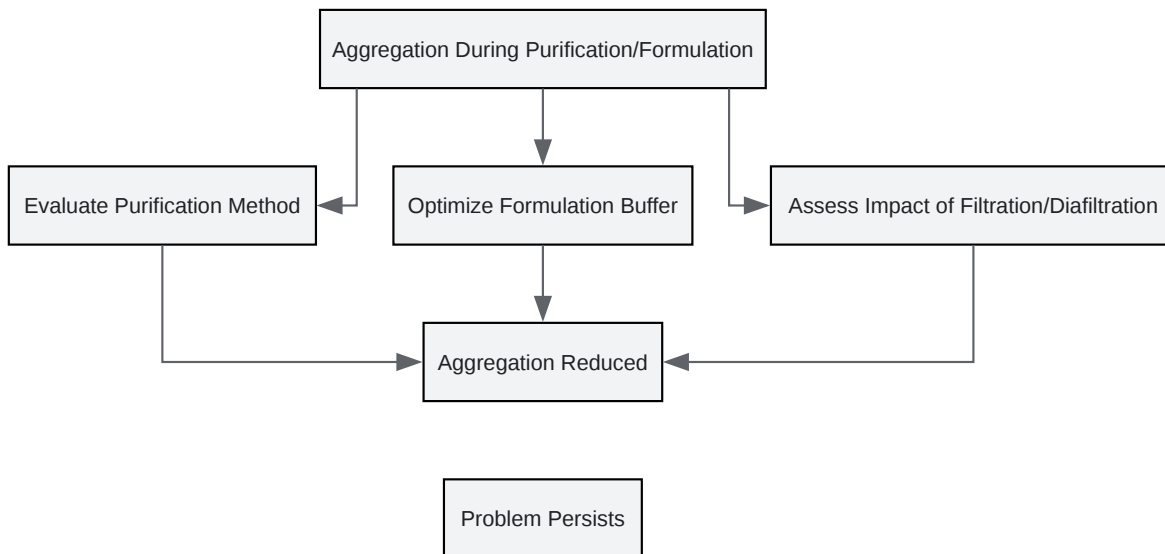 Aggregation During Purification/Formulation
Evaluate Purification Method
Optimize Formulation Buffer
Assess Impact of Filtration/Diafiltration
Aggregation Reduced
Problem Persists